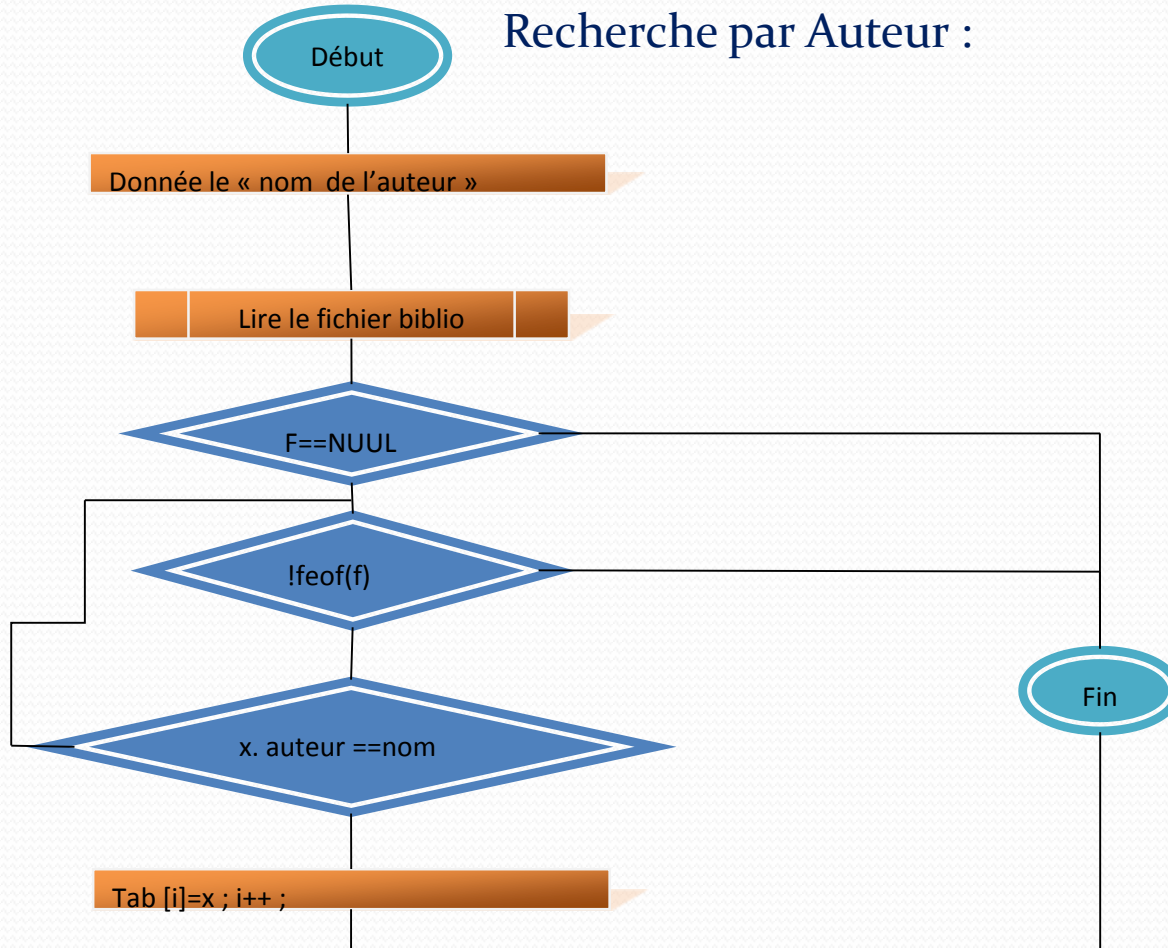 Recherche par Auteur :
Début
Donnée le « nom de l’auteur »
Lire le fichier biblio
F==NUUL
!feof(f)
Fin
x. auteur ==nom
Tab [i]=x ; i++ ;